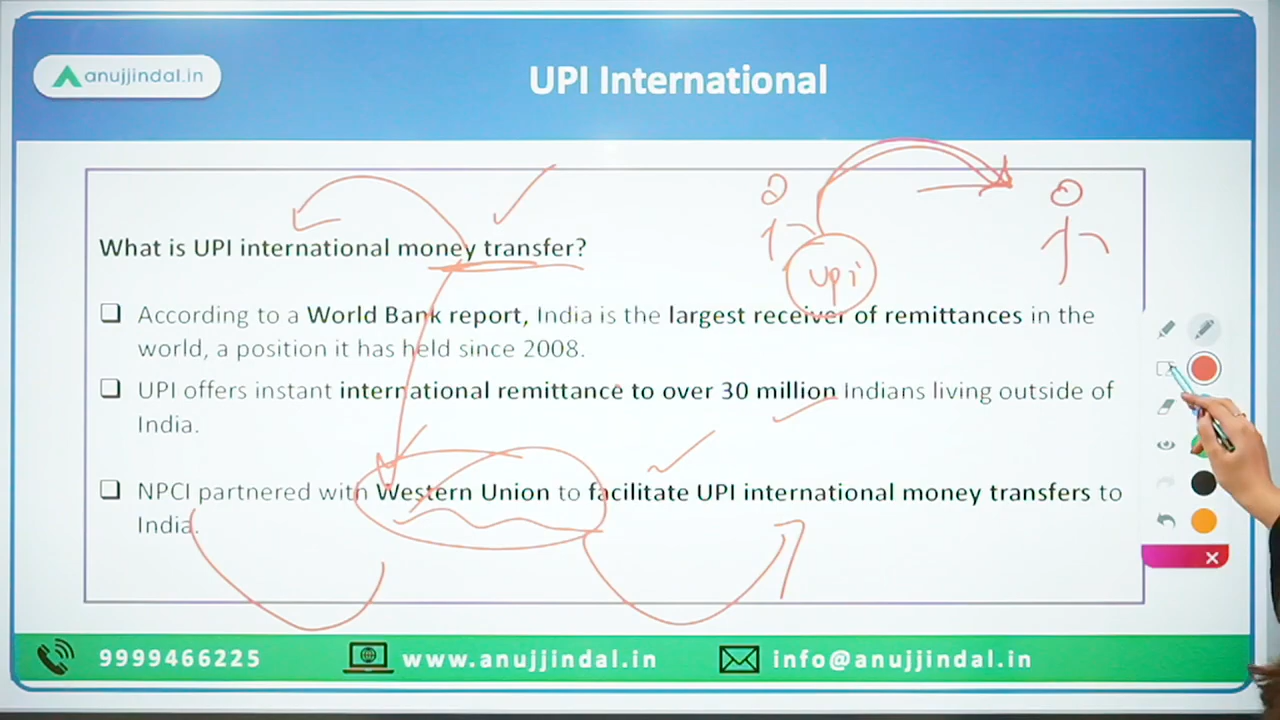 anujjindal.in
UPI International
What is UPI international money transfer?
upi
❑ According to a World Bank report, India is the largest receiver of remittances in the
world, a position it has held since 2008.
❑ UPI offers instant international remittance to over 30 million Indians living outside of
India.
❑ NPCI partnered with Western Union to facilitate UPI international money transfers to
India.
9999466225 www.anujjindal.in info@anujjindal.in